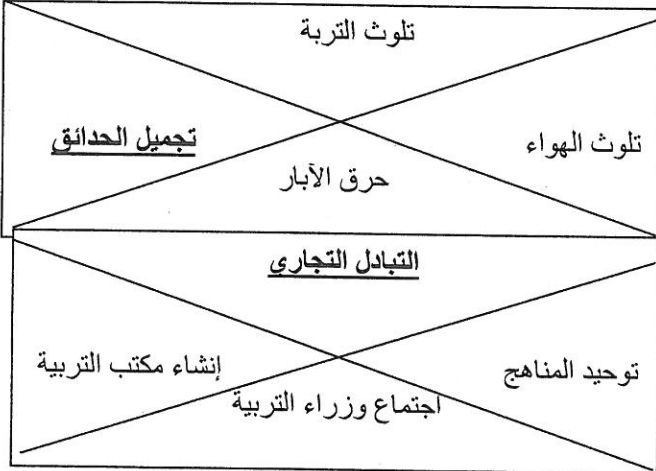 تلوث التربة
تلوث الهواء
تجميل الحدائق
حرق الآبار
التبادل التجاري
توحيد المناهج
إنشاء مكتب التربية
اجتماع وزراء التربية